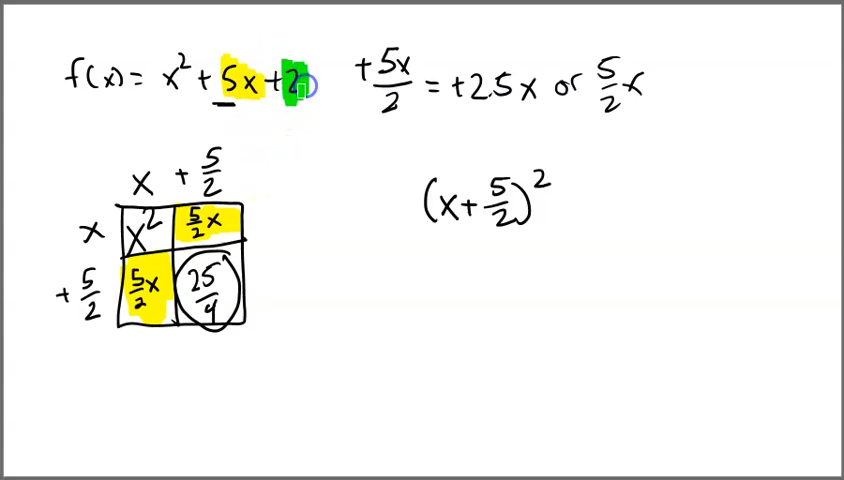 f(x) = x² + 5x + 2
+5x/2 = +2.5x or 5/2 x
x + 5/2
x x² 5/2 x
+ 5/2 5/2 x 25/4
(x + 5/2)²